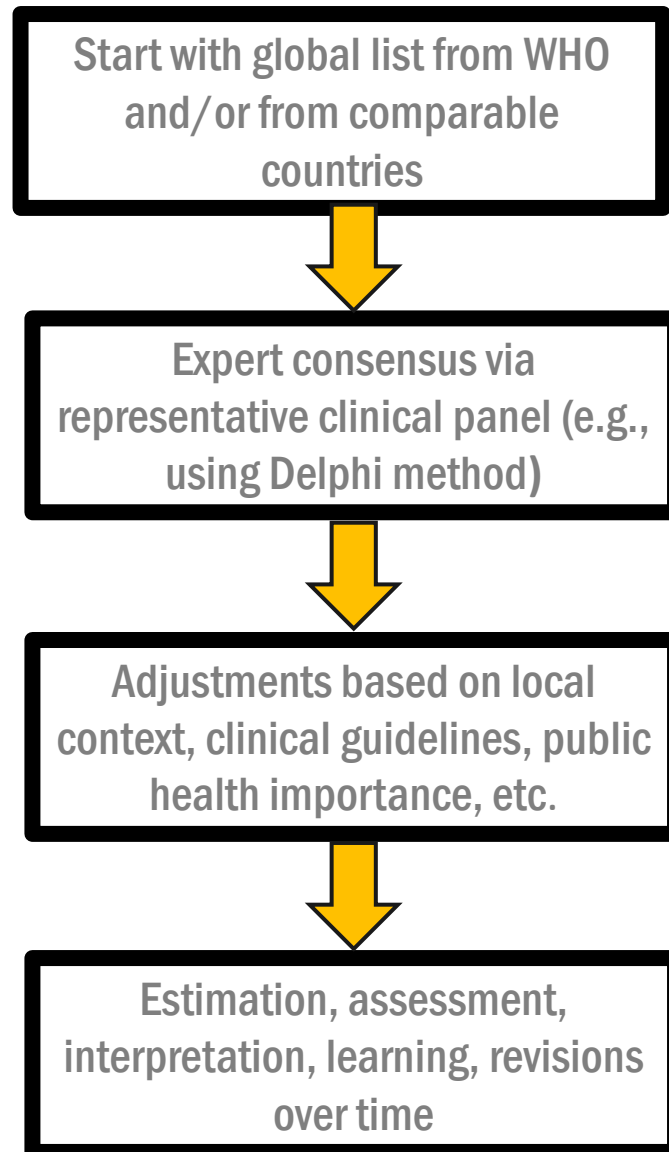 Start with global list from WHO
and/or from comparable
countries
Expert consensus via
representative clinical panel (e.g.,
using Delphi method)
Adjustments based on local
context, clinical guidelines, public
health importance, etc.
Estimation, assessment,
interpretation, learning, revisions
over time